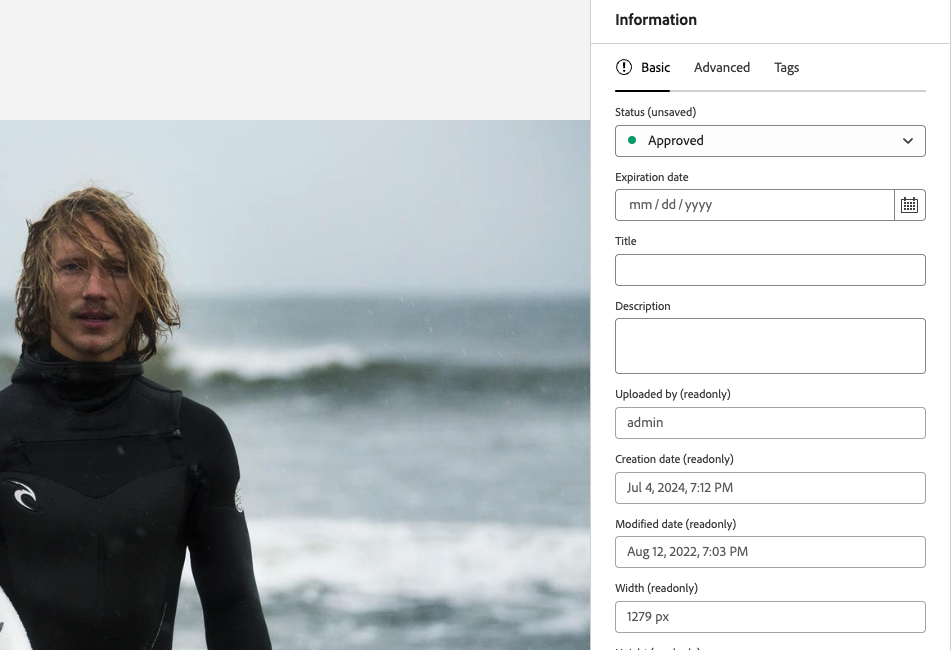 Information
Basic Advanced Tags
Status (unsaved)
Approved
Expiration date
mm / dd / yyyy
Title
Description
Uploaded by (readonly)
admin
Creation date (readonly)
Jul 4, 2024, 7:12 PM
Modified date (readonly)
Aug 12, 2022, 7:03 PM
Width (readonly)
1279 px